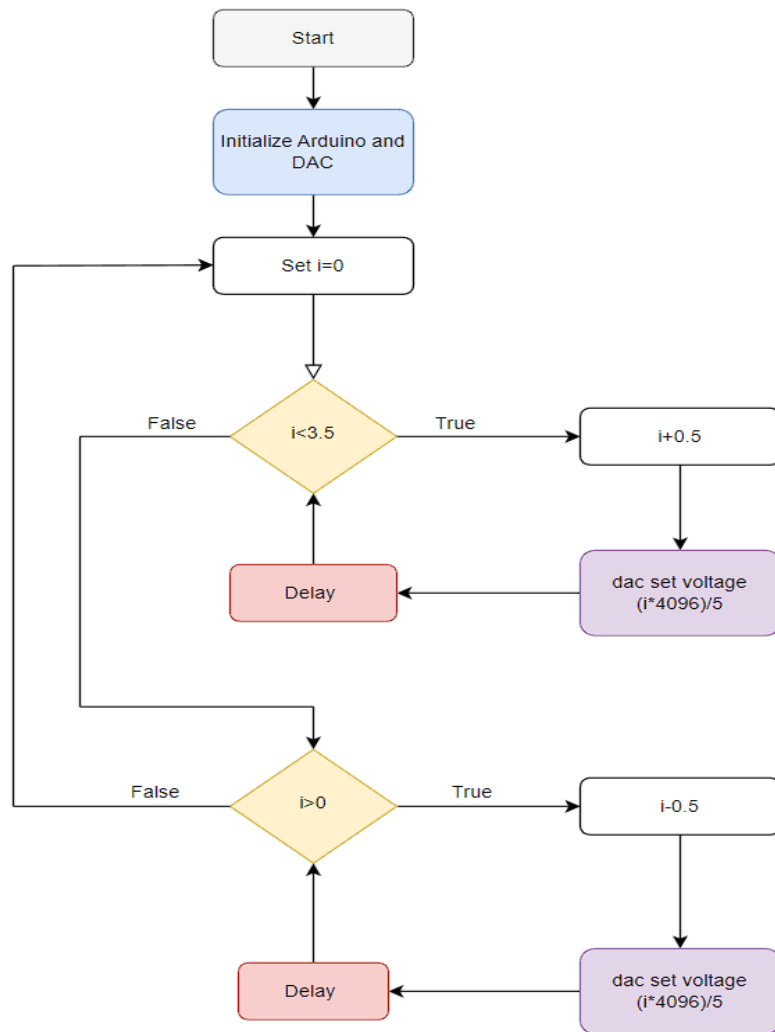 Start
Initialize Arduino and
DAC
Set i=0
False
i<3.5
True
i+0.5
Delay
dac set voltage
(i*4096)/5
False
i>0
True
i-0.5
Delay
dac set voltage
(i*4096)/5